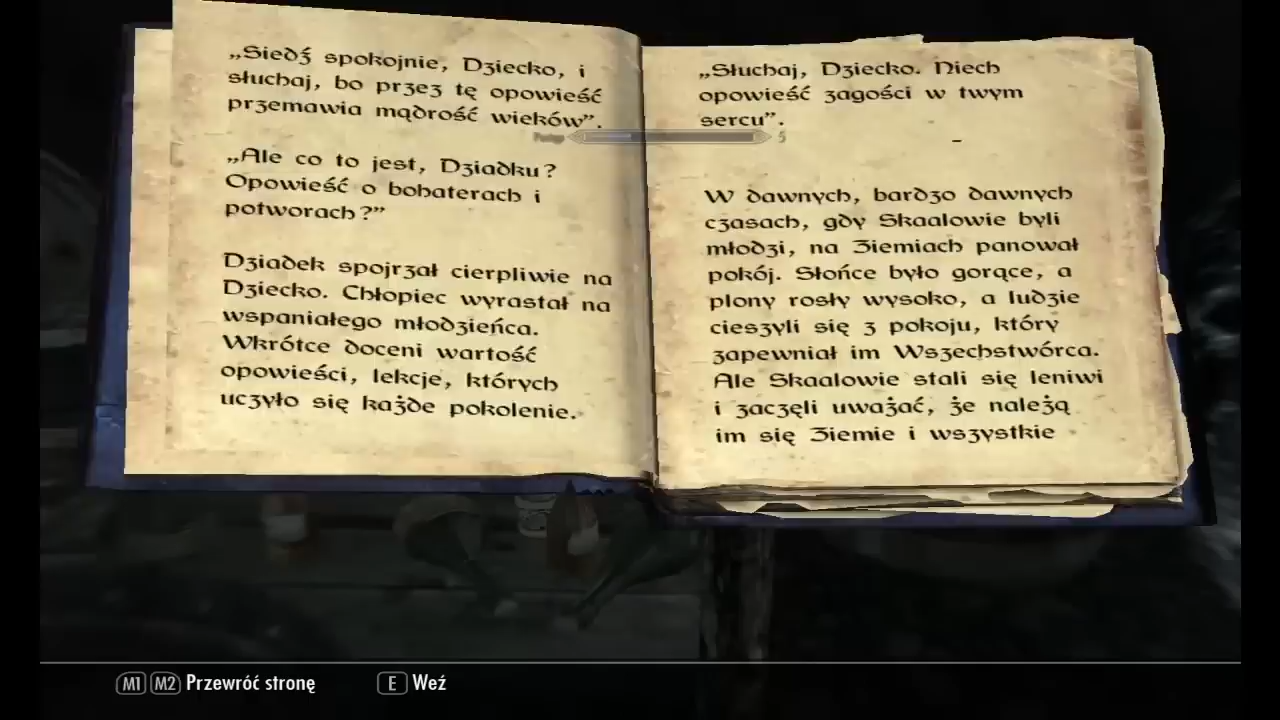 „Siedź spokojnie, Dziecko, i
słuchaj, bo przez tę opowieść
przemawia mądrość wieków”.
„Ale co to jest, Dziadku?
Opowieść o bohaterach i
potworach?”
Dziadek spojrzał cierpliwie na
Dziecko. Chłopiec wyrastał na
wspaniałego młodzieńca.
Wkrótce doceni wartość
opowieści, lekcje, których
uczyło się każde pokolenie.
„Słuchaj, Dziecko. Niech
opowieść zagości w twym
sercu”.
W dawnych, bardzo dawnych
czasach, gdy Skaalowie byli
młodzi, na Ziemiach panował
pokój. Słońce było gorące, a
plony rosły wysoko, a ludzie
cieszyli się z pokoju, który
zapewniał im Wszechstwórca.
Ale Skaalowie stali się leniwi
i zaczęli uważać, że należą
im się Ziemie i wszystkie
5
M1 M2 Przewróć stronę
E Weź